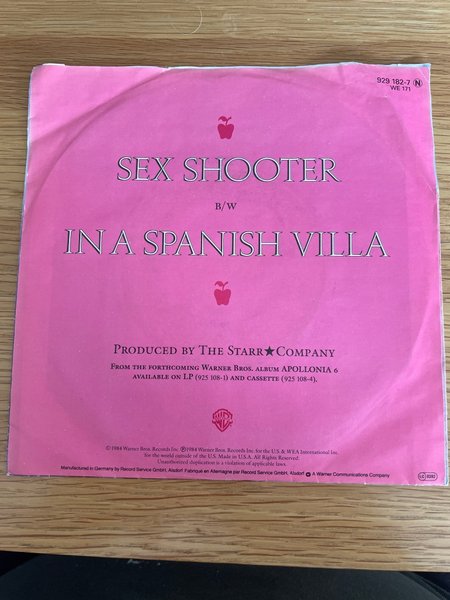 929 182-7 Ⓝ
WE 171
SEX SHOOTER
B/W
IN A SPANISH VILLA
PRODUCED BY THE STARR★COMPANY
FROM THE FORTHCOMING WARNER BROS. ALBUM APOLLONIA 6
AVAILABLE ON LP (925 108-1) AND CASSETTE (925 108-4).
©1984 Warner Bros. Records Inc. ℗1984 Warner Bros. Records Inc. for the U.S. & WEA International Inc.
for the world outside of the U.S. Made in U.S.A. All Rights Reserved.
Unauthorized duplication is a violation of applicable laws.
Manufactured in Germany by Record Service GmbH, Alsdorf. Fabriqué en Allemagne par Record Service GmbH, Alsdorf. A Warner Communications Company